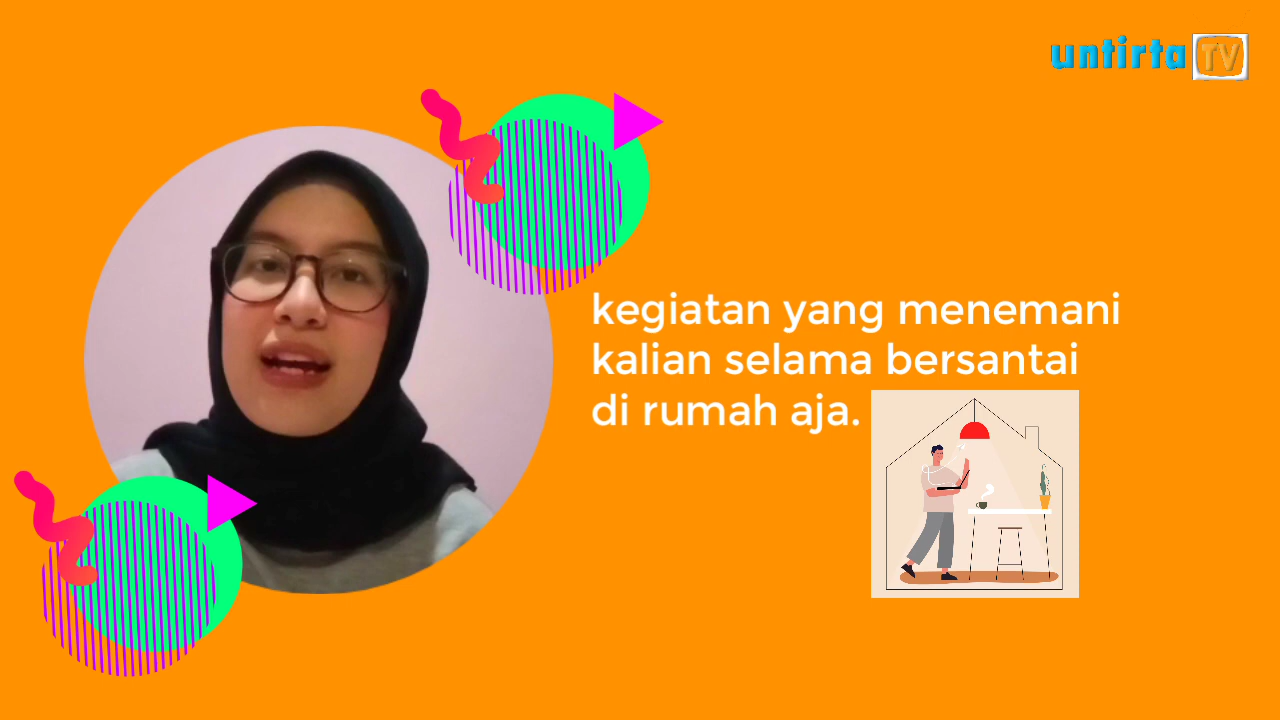 untirta TV
kegiatan yang menemani
kalian selama bersantai
di rumah aja.